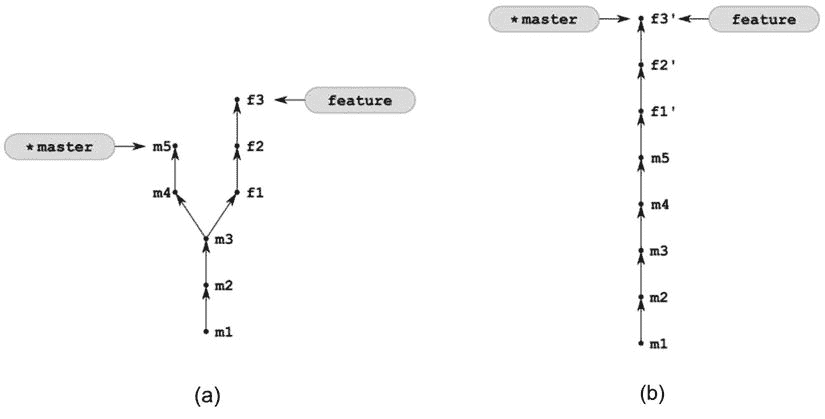 f3
feature
*master
m5
f2
m4
f1
m3
m2
m1
(a)
*master
f3'
feature
f2'
f1'
m5
m4
m3
m2
m1
(b)